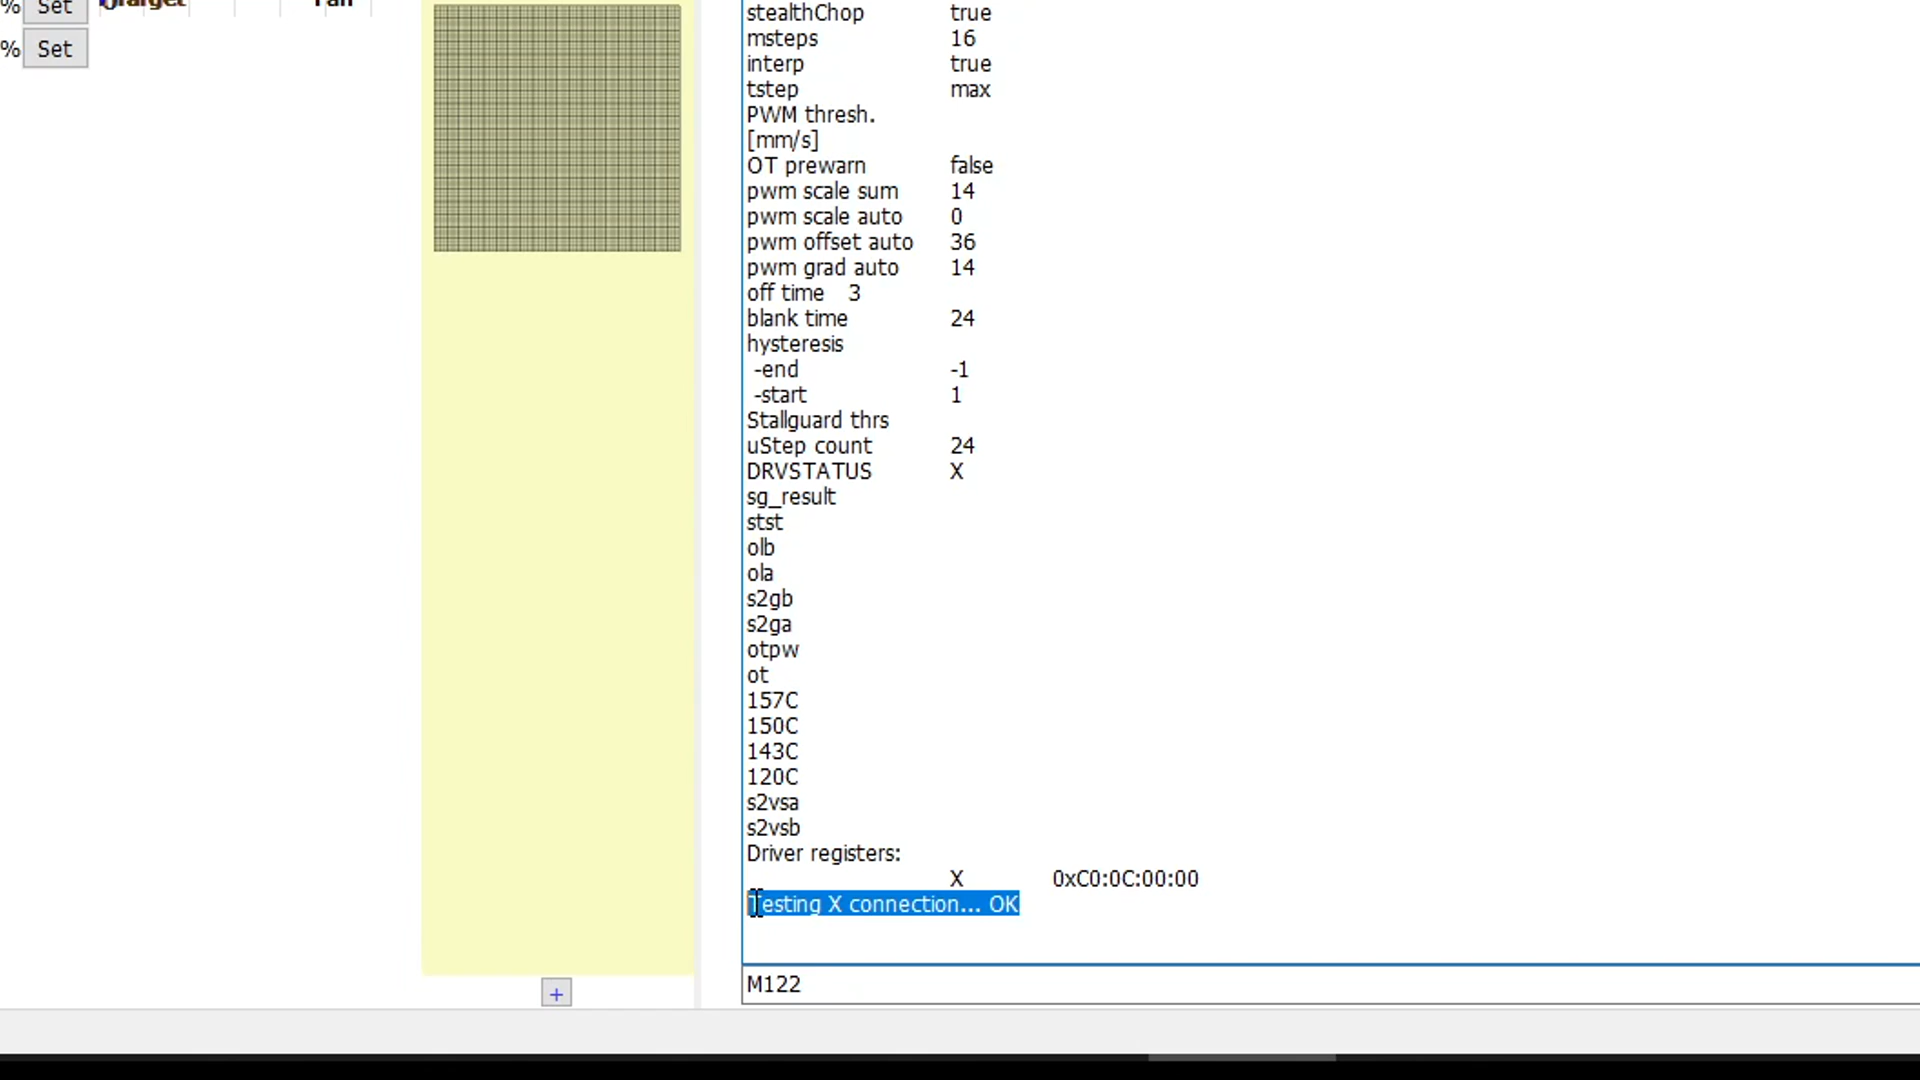 % Set
% Set
stealthChop true
msteps 16
interp true
tstep max
PWM thresh.
[mm/s]
OT prewarn false
pwm scale sum 14
pwm scale auto 0
pwm offset auto 36
pwm grad auto 14
off time 3
blank time 24
hysteresis
-end -1
-start 1
Stallguard thrs
uStep count 24
DRVSTATUS X
sg_result
stst
olb
ola
s2gb
s2ga
otpw
ot
157C
150C
143C
120C
s2vsa
s2vsb
Driver registers:
X 0xC0:0C:00:00
Testing X connection... OK
M122
+